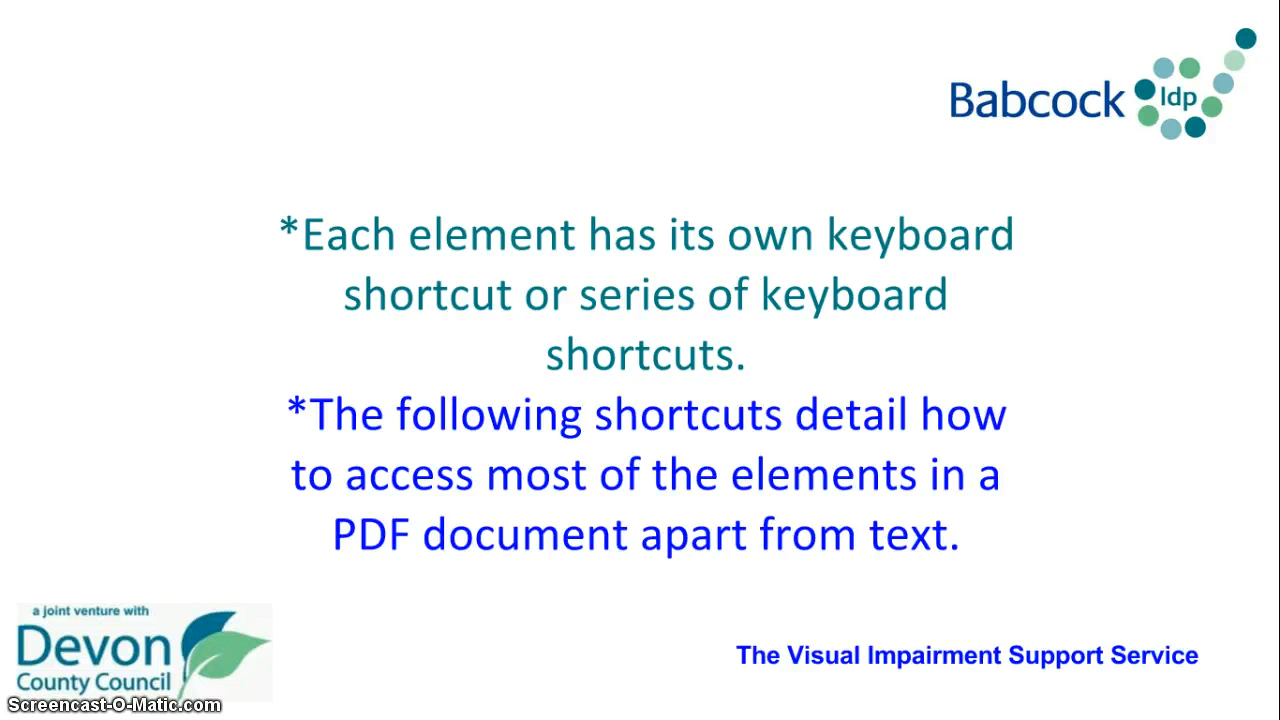 Babcock ldp
*Each element has its own keyboard
shortcut or series of keyboard
shortcuts.
*The following shortcuts detail how
to access most of the elements in a
PDF document apart from text.
a joint venture with
Devon
County Council
The Visual Impairment Support Service
Screencast-O-Matic.com